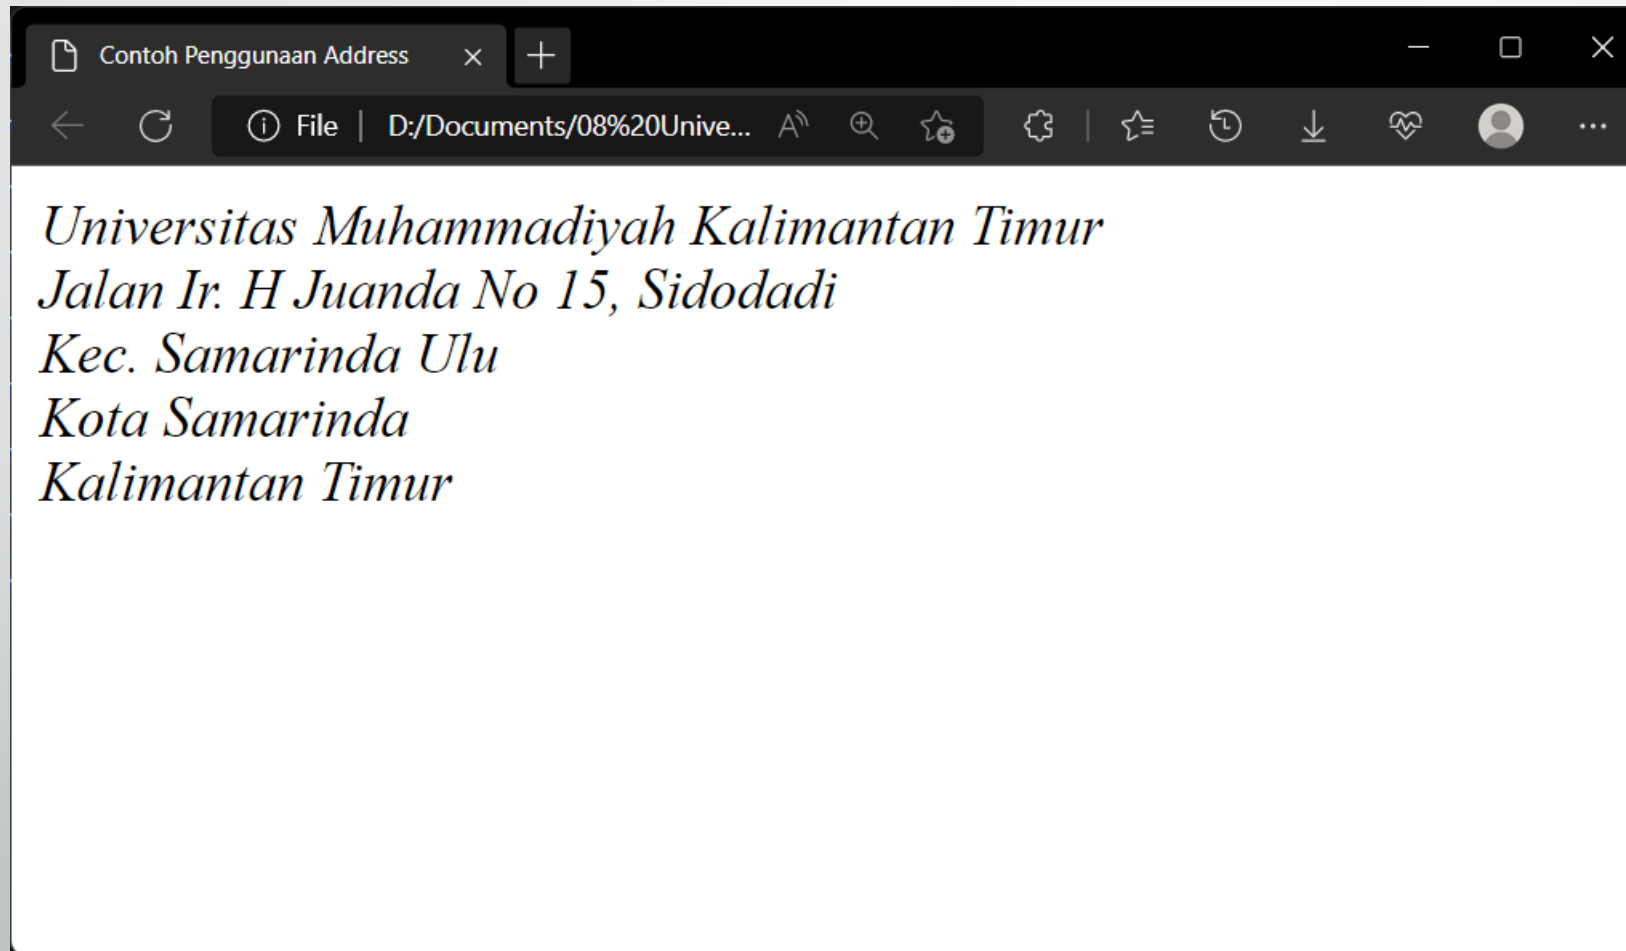 Contoh Penggunaan Address
File | D:/Documents/08%20Unive...
Universitas Muhammadiyah Kalimantan Timur
Jalan Ir. H Juanda No 15, Sidodadi
Kec. Samarinda Ulu
Kota Samarinda
Kalimantan Timur